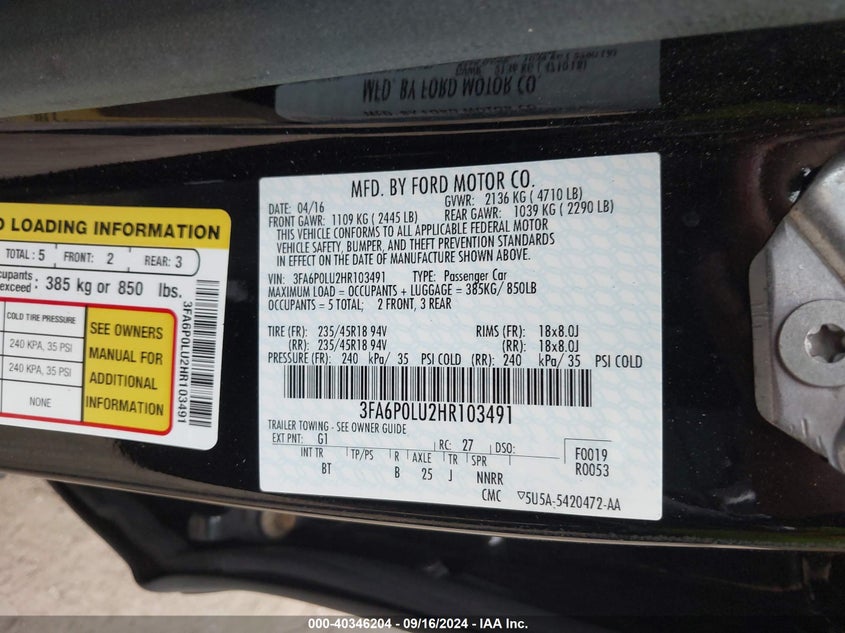 MFD. BY FORD MOTOR CO.
DATE: 04/16 GVWR: 2136 KG ( 4710 LB)
FRONT GAWR: 1109 KG ( 2445 LB) REAR GAWR: 1039 KG ( 2290 LB)
THIS VEHICLE CONFORMS TO ALL APPLICABLE FEDERAL MOTOR
VEHICLE SAFETY, BUMPER, AND THEFT PREVENTION STANDARDS
IN EFFECT ON THE DATE OF MANUFACTURE SHOWN ABOVE.
VIN: 3FA6P0LU2HR103491 TYPE: Passenger Car
MAXIMUM LOAD = OCCUPANTS + LUGGAGE = 385KG/ 850LB
OCCUPANTS = 5 TOTAL; 2 FRONT, 3 REAR
TIRE (FR): 235/45R18 94V RIMS (FR): 18x8.0J
(RR): 235/45R18 94V (RR): 18x8.0J
PRESSURE (FR): 240 kPa/ 35 PSI COLD (RR): 240 kPa/ 35 PSI COLD
3FA6P0LU2HR103491
TRAILER TOWING - SEE OWNER GUIDE
EXT PNT: G1 RC: 27 DSO: F0019
INT TR TP/PS R AXLE TR SPR R0053
BT B 25 J NNRR
CMC ▽5U5A-5420472-AA
LOADING INFORMATION
TOTAL: 5 FRONT: 2 REAR: 3
exceed: 385 kg or 850 lbs.
COLD TIRE PRESSURE
240 KPA, 35 PSI
240 KPA, 35 PSI
NONE
SEE OWNERS
MANUAL FOR
ADDITIONAL
INFORMATION
3FA6P0LU2HR103491
MFD. BY FORD MOTOR CO.
000-40346204 - 09/16/2024 - IAA Inc.